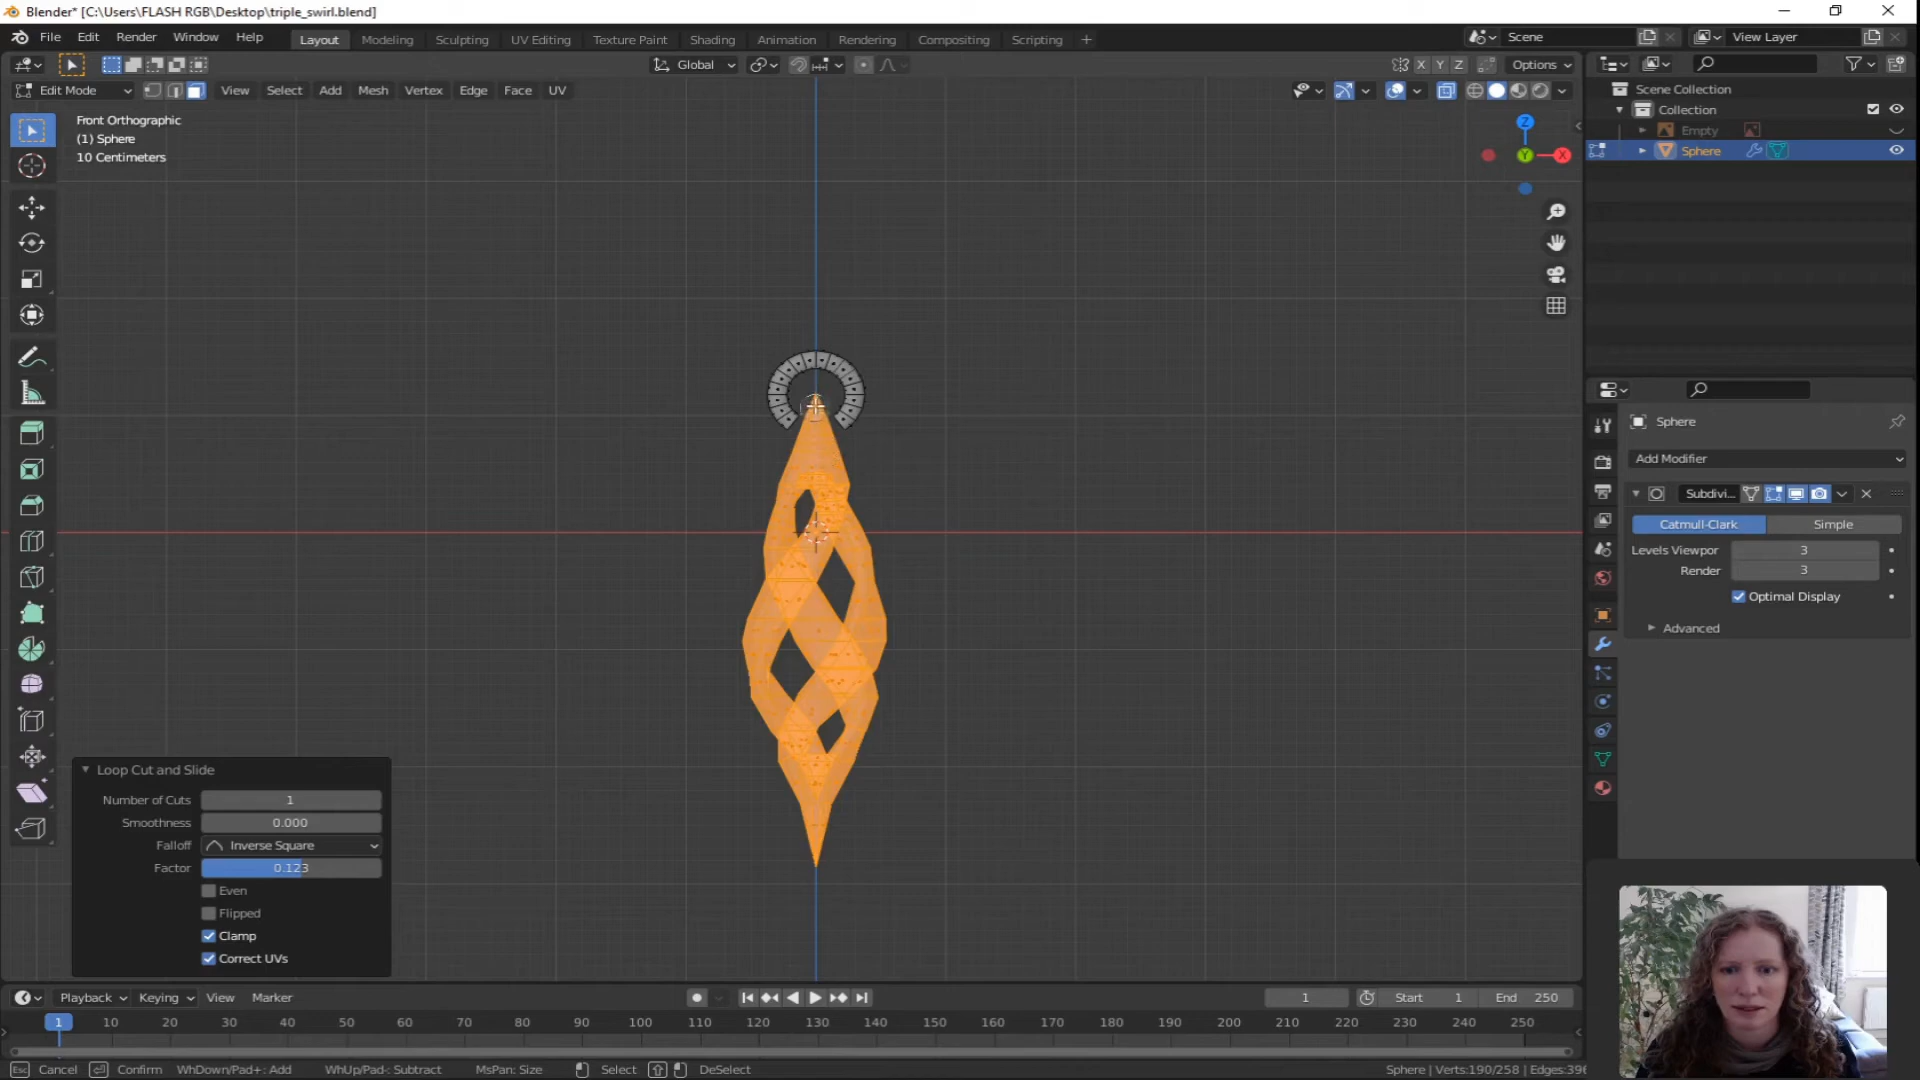 Blender* [C:\Users\FLASH RGB\Desktop\triple_swirl.blend]
File Edit Render Window Help Layout Modeling Sculpting UV Editing Texture Paint Shading Animation Rendering Compositing Scripting + Scene View Layer
Global X Y Z Options
Edit Mode View Select Add Mesh Vertex Edge Face UV
Front Orthographic
(1) Sphere
10 Centimeters
Z
Y
X
Scene Collection
Collection
Empty
Sphere
Sphere
Add Modifier
Subdivi...
Catmull-Clark Simple
Levels Viewpor 3
Render 3
Optimal Display
Advanced
Loop Cut and Slide
Number of Cuts 1
Smoothness 0.000
Falloff Inverse Square
Factor 0.123
Even
Flipped
Clamp
Correct UVs
Playback Keying View Marker 1 Start 1 End 250
1 10 20 30 40 50 60 70 80 90 100 110 120 130 140 150 160 170 180 190 200 210 220 230 240 250
Esc Cancel Confirm WhDown/Pad+: Add WhUp/Pad-: Subtract MsPan: Size Select DeSelect Sphere | Verts:190/258 | Edges:396